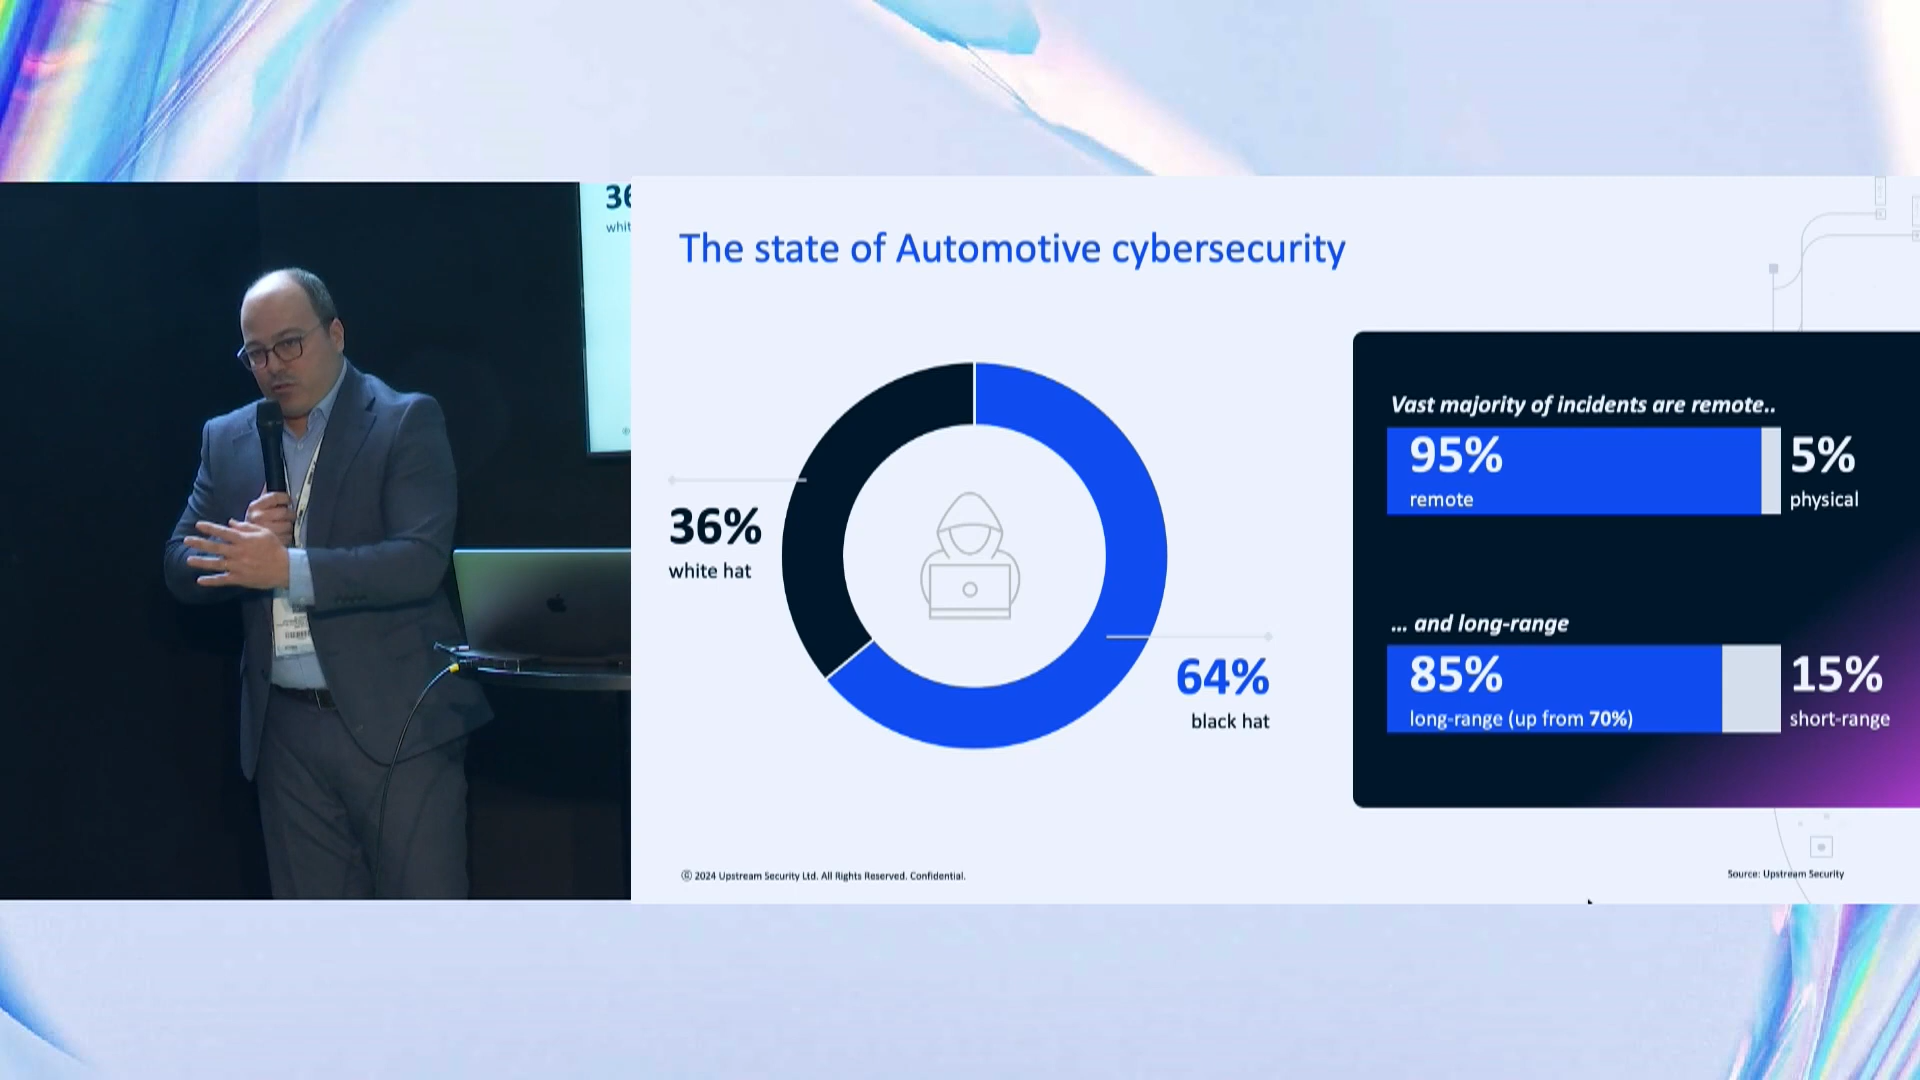 36
whit
The state of Automotive cybersecurity
36%
white hat
64%
black hat
Vast majority of incidents are remote..
95%
remote
5%
physical
... and long-range
85%
long-range (up from 70%)
15%
short-range
© 2024 Upstream Security Ltd. All Rights Reserved. Confidential.
Source: Upstream Security